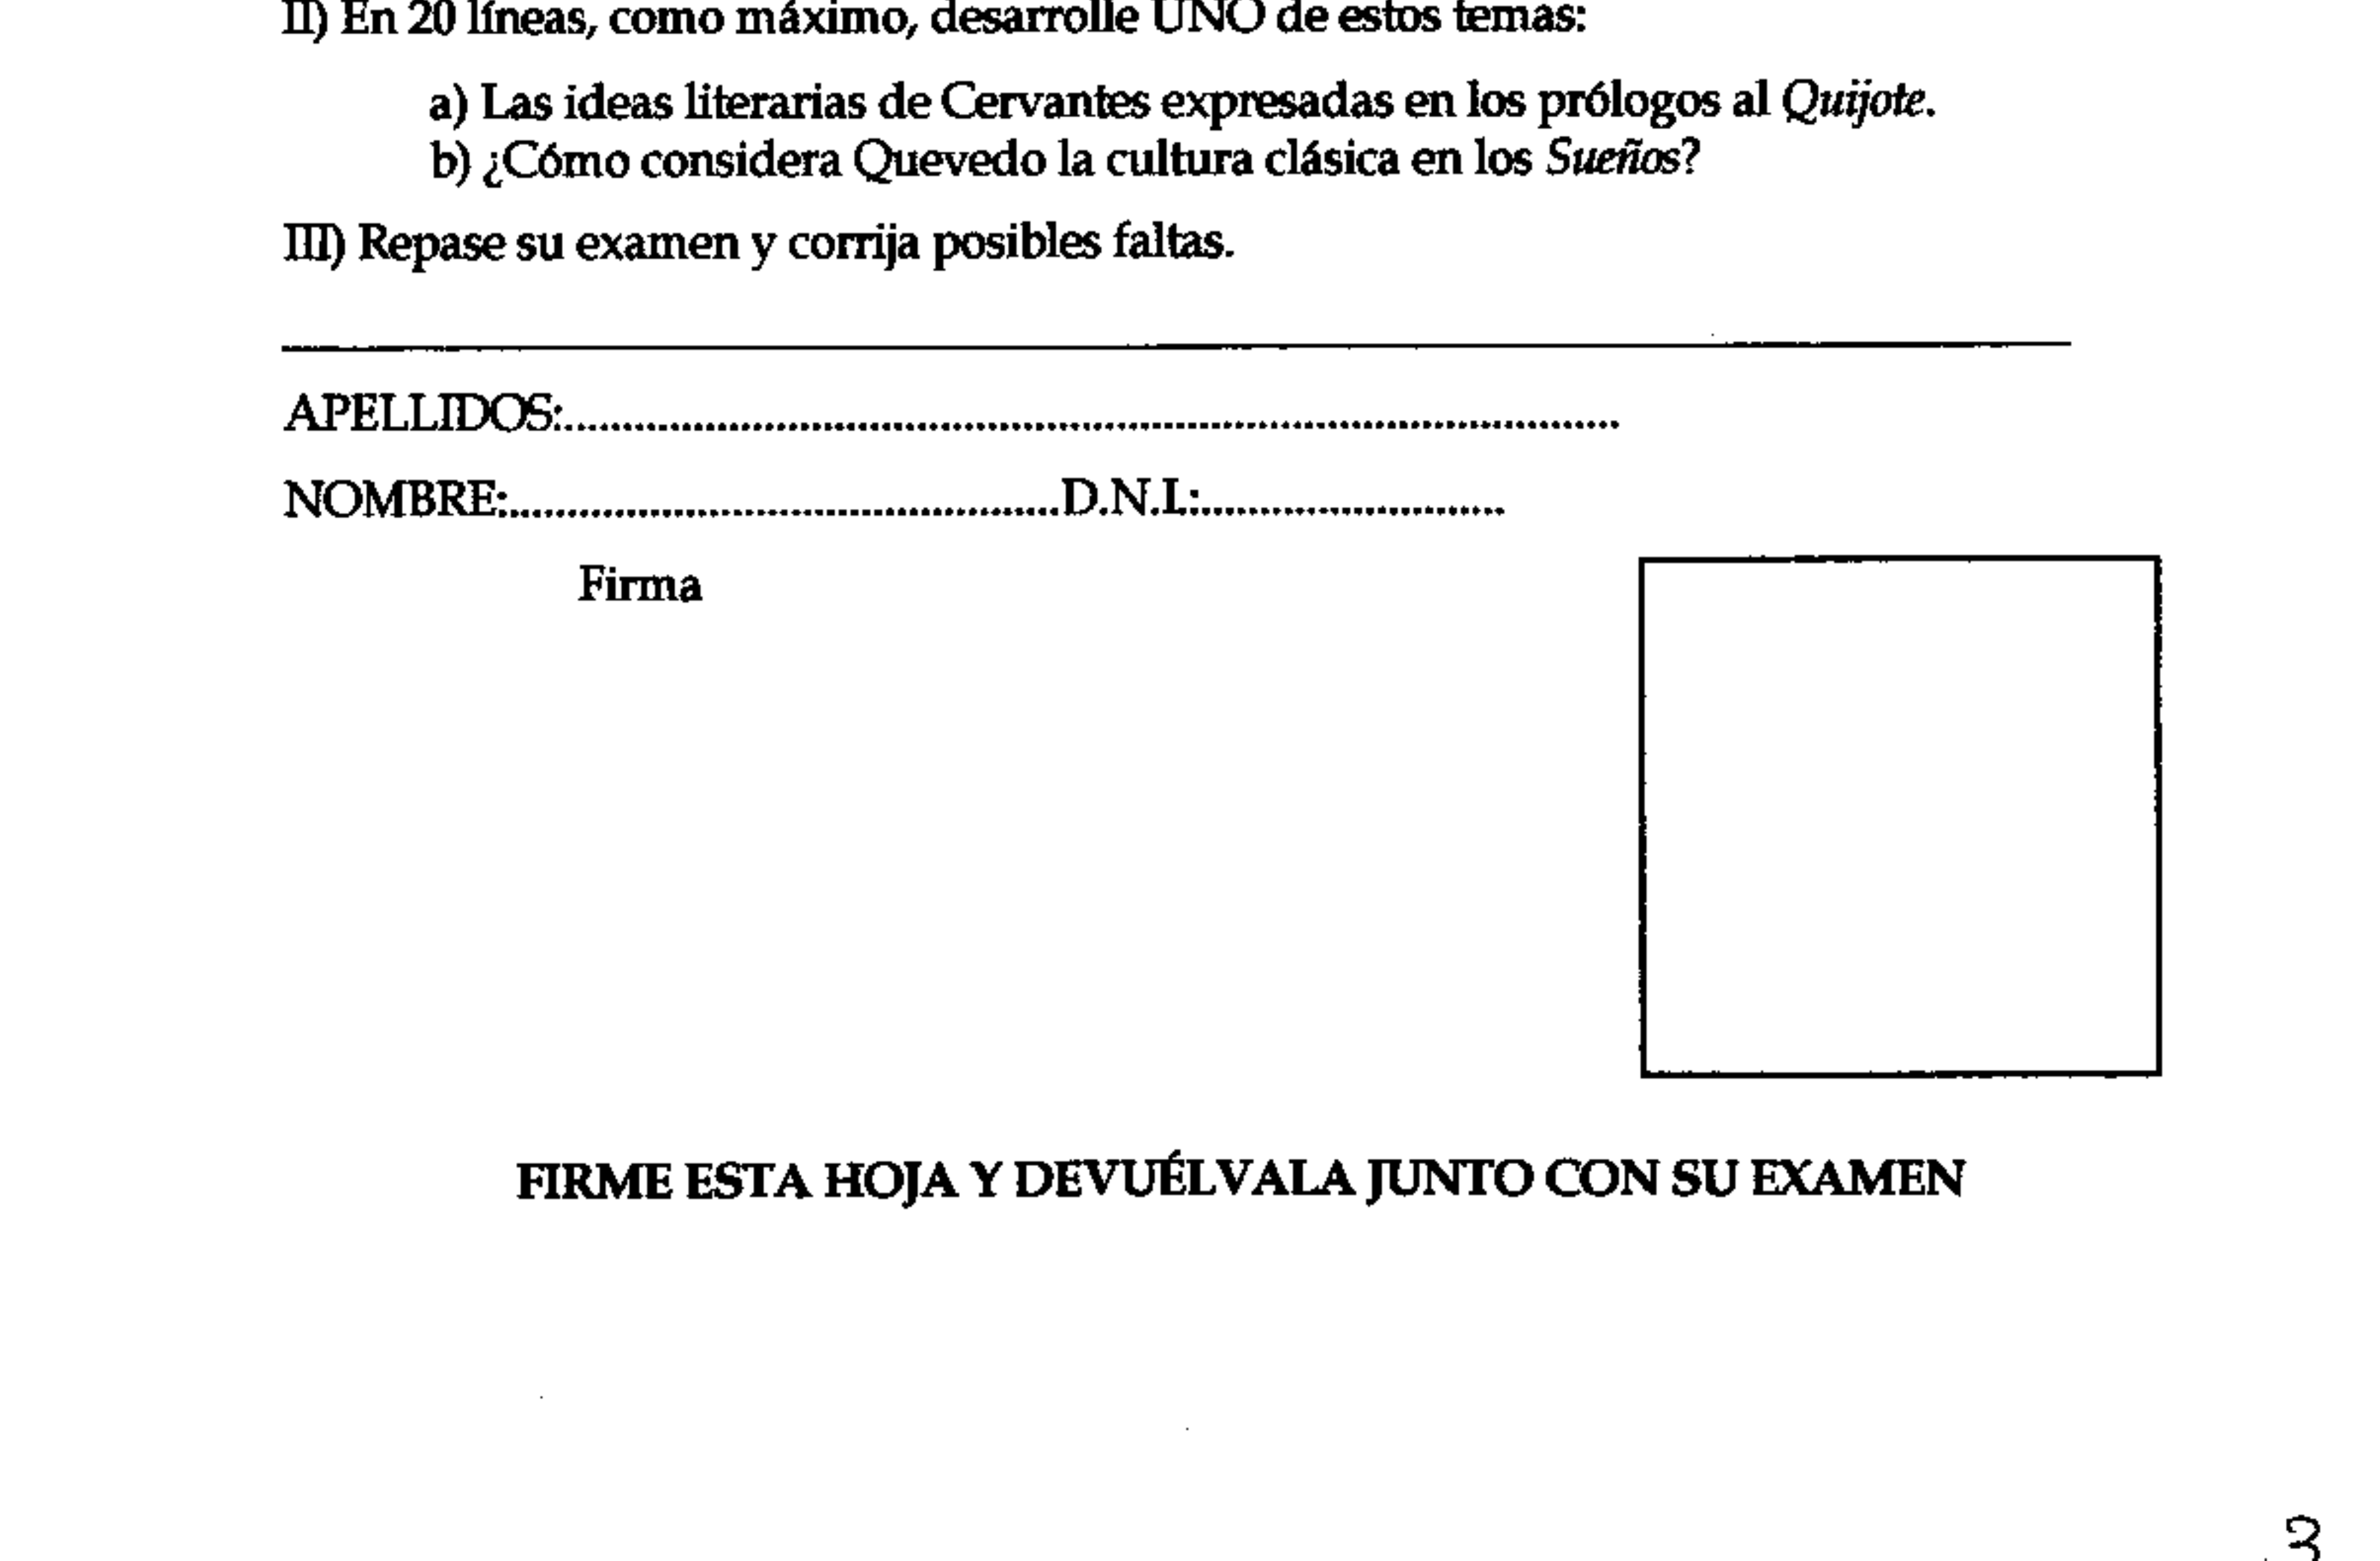 II) En 20 líneas, como máximo, desarrolle UNO de estos temas:
a) Las ideas literarias de Cervantes expresadas en los prólogos al Quijote.
b) ¿Cómo considera Quevedo la cultura clásica en los Sueños?
III) Repase su examen y corrija posibles faltas.
APELLIDOS:..........................................................................................
NOMBRE:...............................................D.N.I.:..........................
Firma
FIRME ESTA HOJA Y DEVUÉLVALA JUNTO CON SU EXAMEN
3